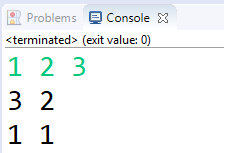 Problems Console
<terminated> (exit value: 0)
1 2 3
3 2
1 1